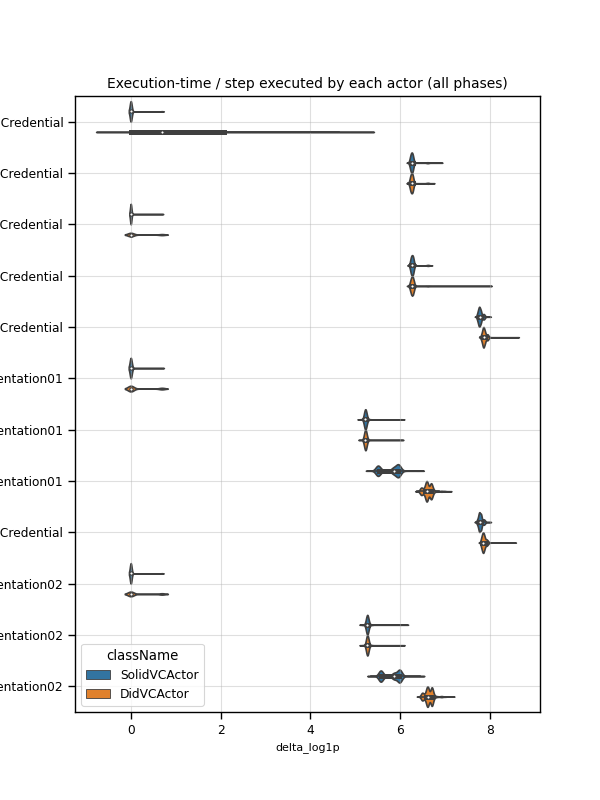 Execution-time / step executed by each actor (all phases)
Credential
Credential
Credential
Credential
Credential
entation01
entation01
entation01
Credential
entation02
entation02
entation02
className
SolidVCActor
DidVCActor
0 2 4 6 8
delta_log1p